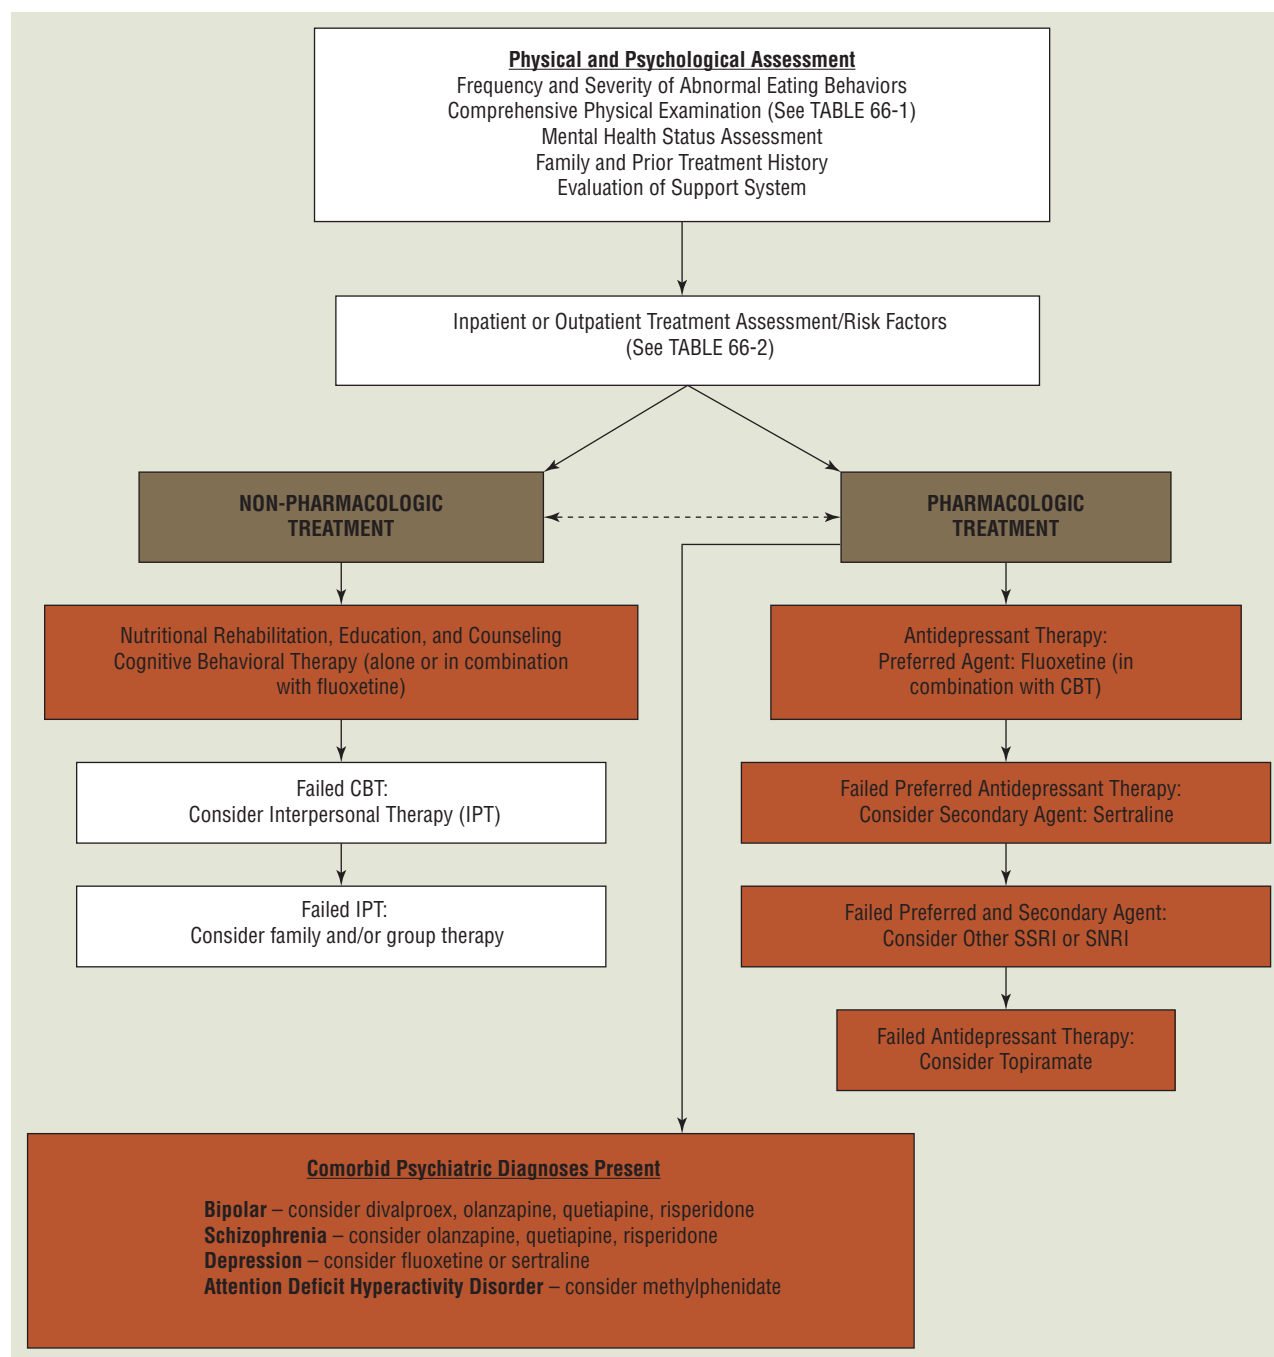 Physical and Psychological Assessment
Frequency and Severity of Abnormal Eating Behaviors
Comprehensive Physical Examination (See TABLE 66-1)
Mental Health Status Assessment
Family and Prior Treatment History
Evaluation of Support System
Inpatient or Outpatient Treatment Assessment/Risk Factors
(See TABLE 66-2)
NON-PHARMACOLOGIC
TREATMENT
PHARMACOLOGIC
TREATMENT
Nutritional Rehabilitation, Education, and Counseling
Cognitive Behavioral Therapy (alone or in combination
with fluoxetine)
Antidepressant Therapy:
Preferred Agent: Fluoxetine (in
combination with CBT)
Failed CBT:
Consider Interpersonal Therapy (IPT)
Failed Preferred Antidepressant Therapy:
Consider Secondary Agent: Sertraline
Failed IPT:
Consider family and/or group therapy
Failed Preferred and Secondary Agent:
Consider Other SSRI or SNRI
Failed Antidepressant Therapy:
Consider Topiramate
Comorbid Psychiatric Diagnoses Present
Bipolar – consider divalproex, olanzapine, quetiapine, risperidone
Schizophrenia – consider olanzapine, quetiapine, risperidone
Depression – consider fluoxetine or sertraline
Attention Deficit Hyperactivity Disorder – consider methylphenidate